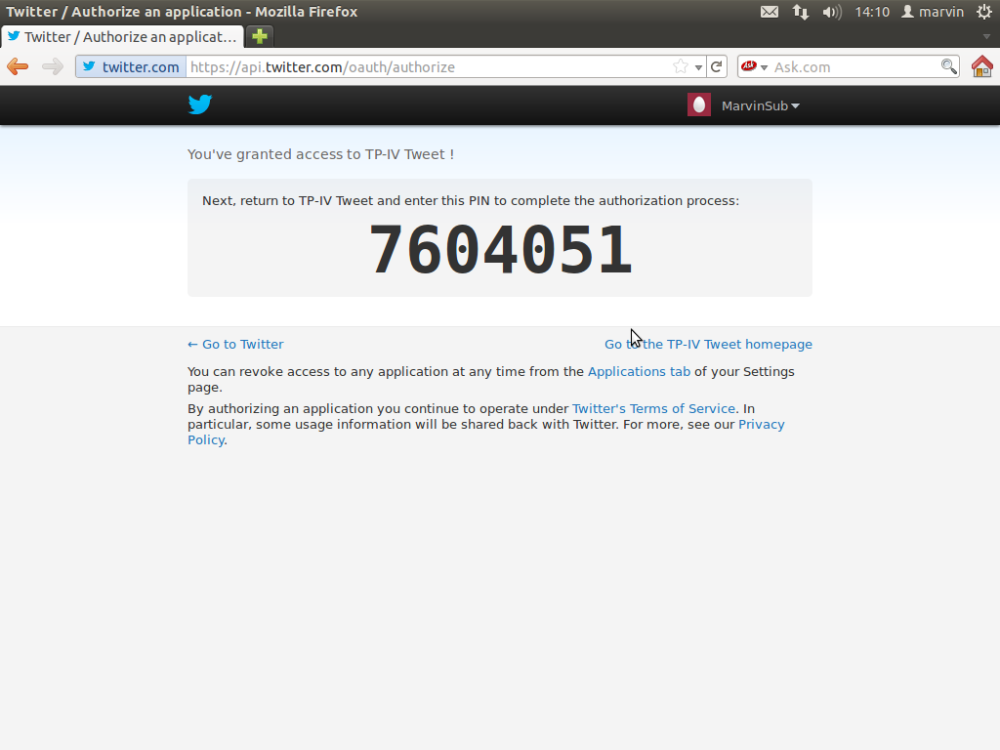 Twitter / Authorize an application - Mozilla Firefox
14:10
marvin
Twitter / Authorize an applicat...
twitter.com
https://api.twitter.com/oauth/authorize
Ask
Ask.com
MarvinSub
You've granted access to TP-IV Tweet !
Next, return to TP-IV Tweet and enter this PIN to complete the authorization process:
7604051
← Go to Twitter
Go to the TP-IV Tweet homepage
You can revoke access to any application at any time from the Applications tab of your Settings
page.
By authorizing an application you continue to operate under Twitter's Terms of Service. In
particular, some usage information will be shared back with Twitter. For more, see our Privacy
Policy.